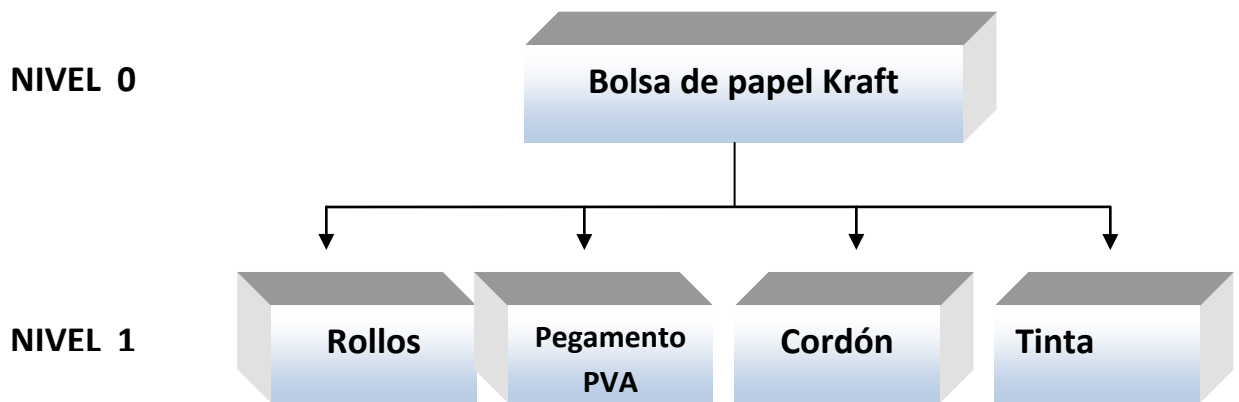 NIVEL 0
Bolsa de papel Kraft
NIVEL 1
Rollos
Pegamento
PVA
Cordón
Tinta